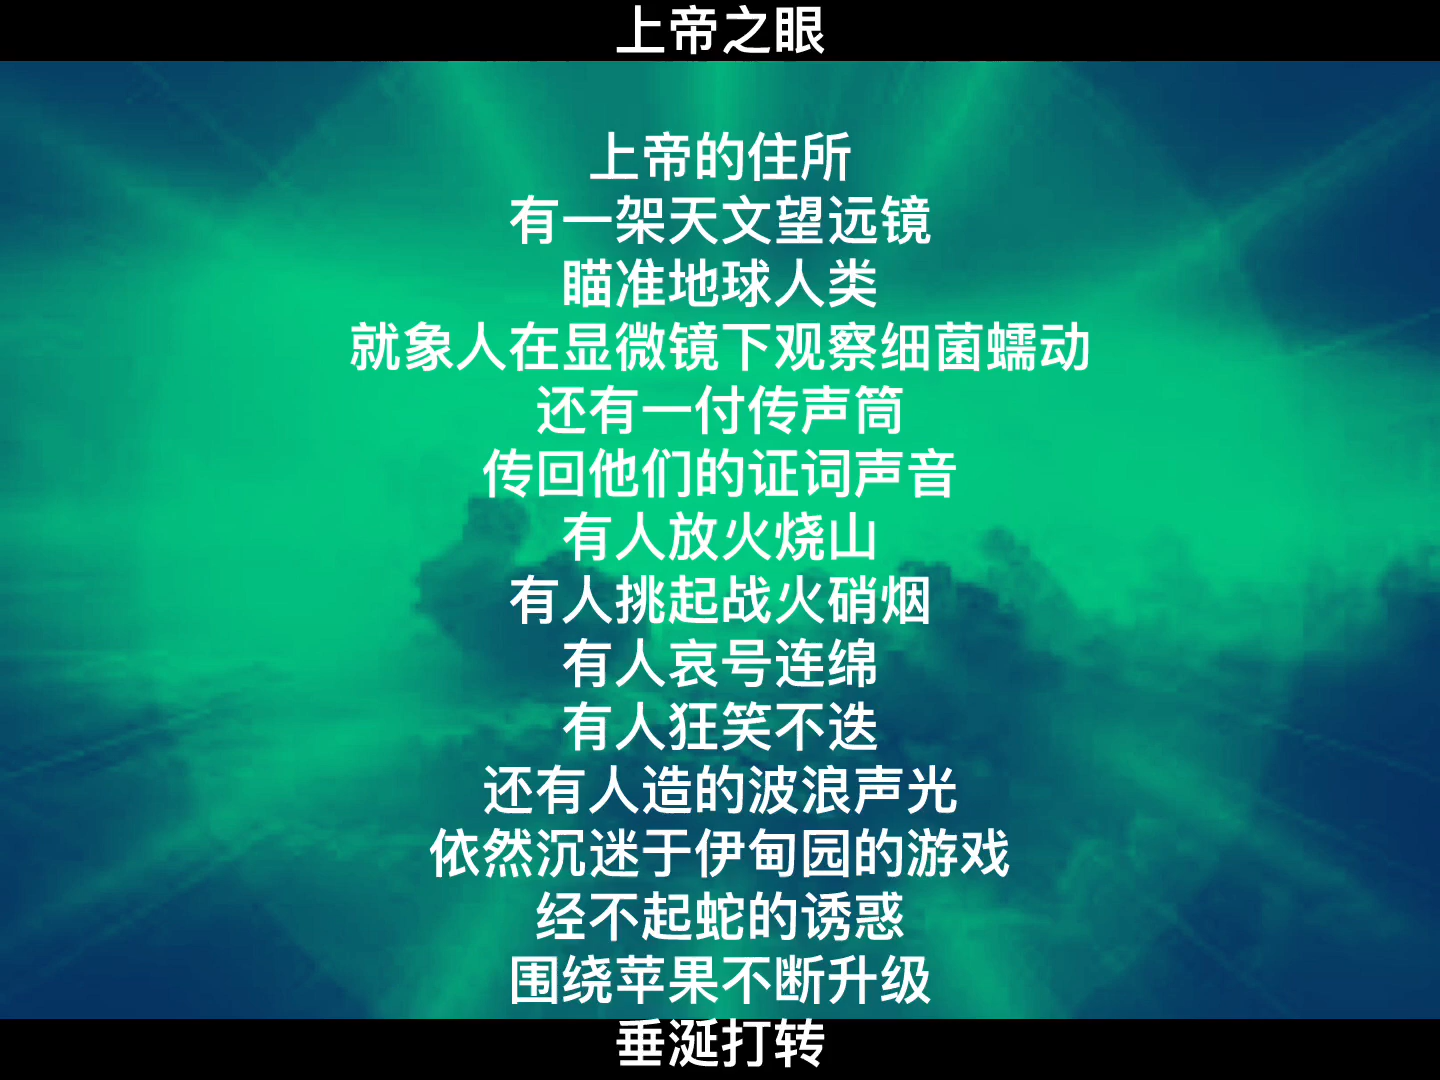 上帝之眼
上帝的住所
有一架天文望远镜
瞄准地球人类
就象人在显微镜下观察细菌蠕动
还有一付传声筒
传回他们的证词声音
有人放火烧山
有人挑起战火硝烟
有人哀号连绵
有人狂笑不迭
还有人造的波浪声光
依然沉迷于伊甸园的游戏
经不起蛇的诱惑
围绕苹果不断升级
垂涎打转